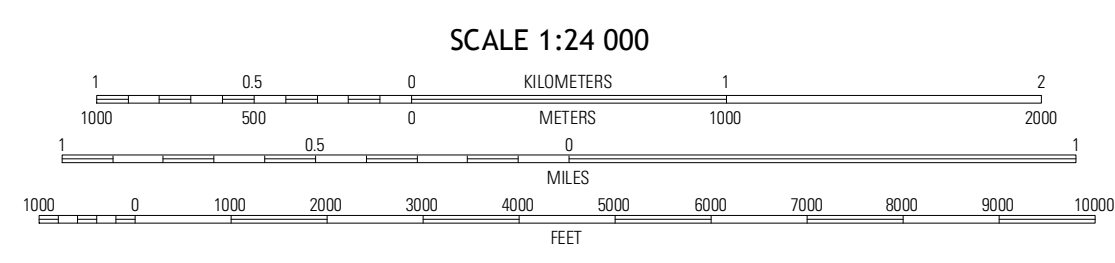 SCALE 1:24 000
1 0.5 0 KILOMETERS 1 2
1000 500 0 METERS 1000 2000
1 0.5 0 1
MILES
1000 0 1000 2000 3000 4000 5000 6000 7000 8000 9000 10000
FEET